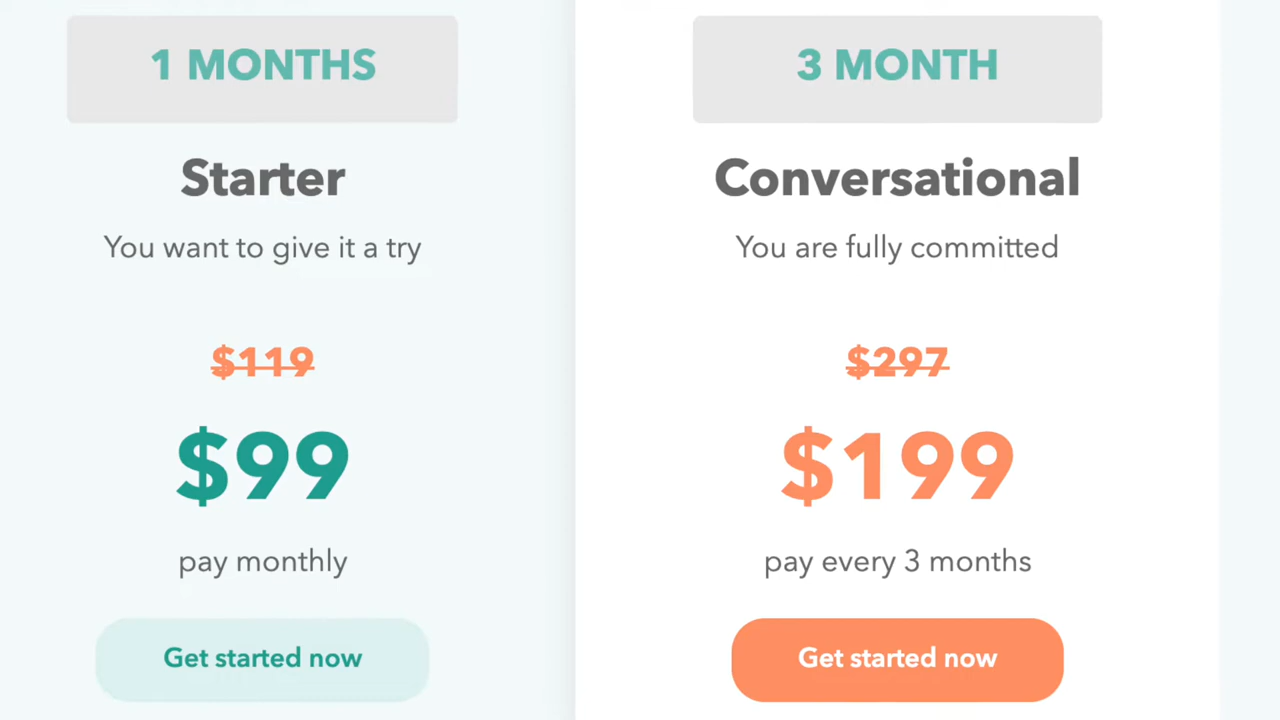 1 MONTHS
Starter
You want to give it a try
$119
$99
pay monthly
Get started now
3 MONTH
Conversational
You are fully committed
$297
$199
pay every 3 months
Get started now